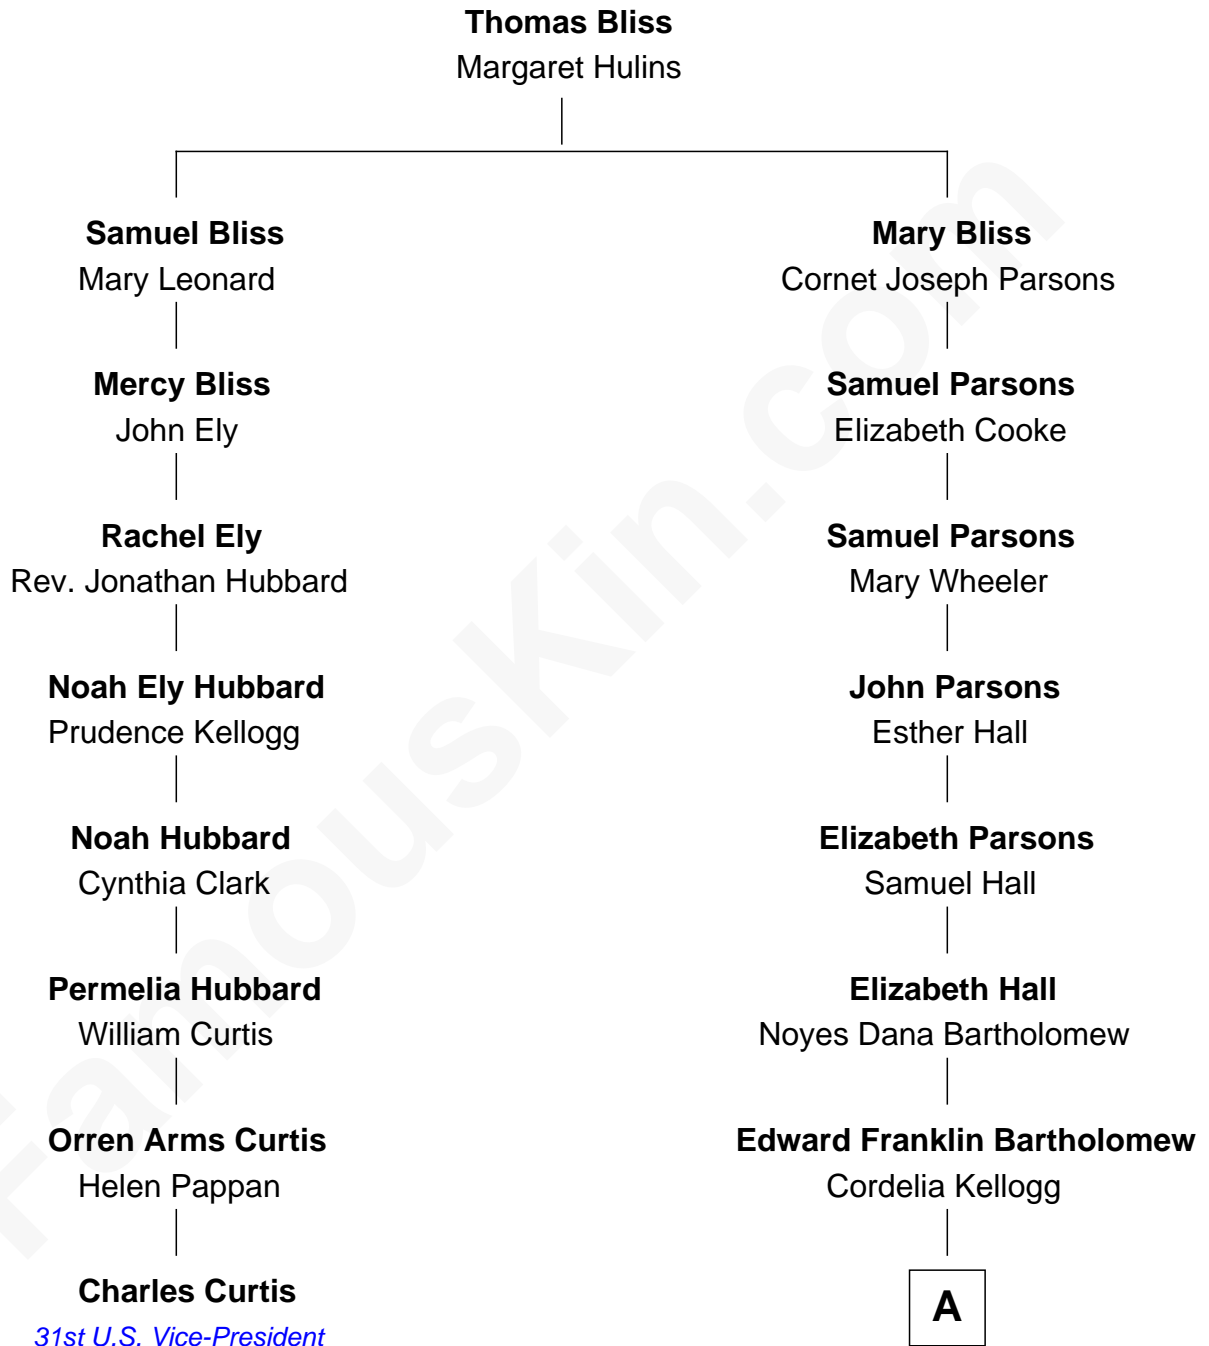 Thomas Bliss
Margaret Hulins
Samuel Bliss
Mary Leonard
Mary Bliss
Cornet Joseph Parsons
Mercy Bliss
John Ely
Samuel Parsons
Elizabeth Cooke
Rachel Ely
Rev. Jonathan Hubbard
Samuel Parsons
Mary Wheeler
Noah Ely Hubbard
Prudence Kellogg
John Parsons
Esther Hall
Noah Hubbard
Cynthia Clark
Elizabeth Parsons
Samuel Hall
Permelia Hubbard
William Curtis
Elizabeth Hall
Noyes Dana Bartholomew
Orren Arms Curtis
Helen Pappan
Edward Franklin Bartholomew
Cordelia Kellogg
Charles Curtis
31st U.S. Vice-President
A
FamousKin.com